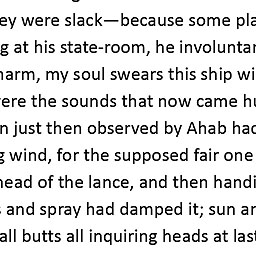 ey were slack—because some pla
g at his state-room, he involuntar
harm, my soul swears this ship wi
vere the sounds that now came hu
n just then observed by Ahab had
g wind, for the supposed fair one
head of the lance, and then handi
s and spray had damped it; sun an
all butts all inquiring heads at last